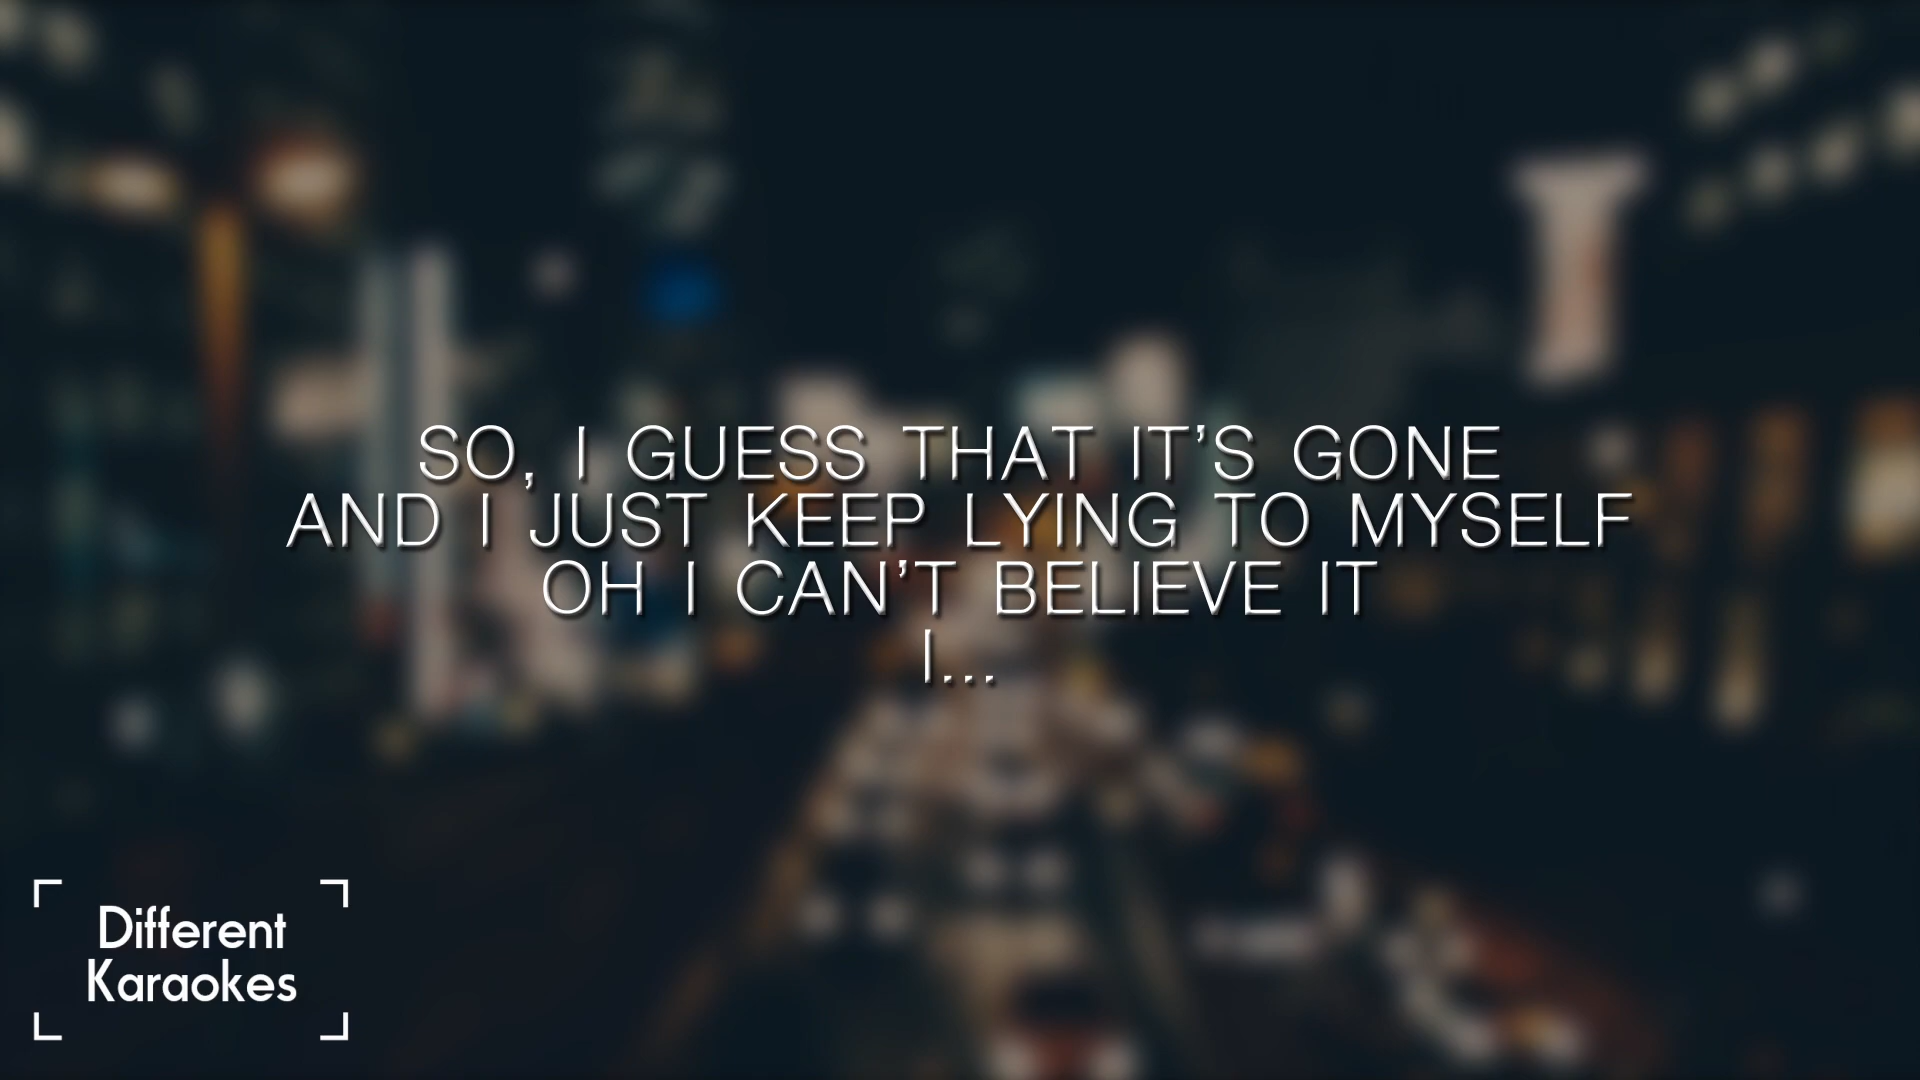 SO, I GUESS THAT IT'S GONE
AND I JUST KEEP LYING TO MYSELF
OH I CAN'T BELIEVE IT
I...
Different
Karaokes